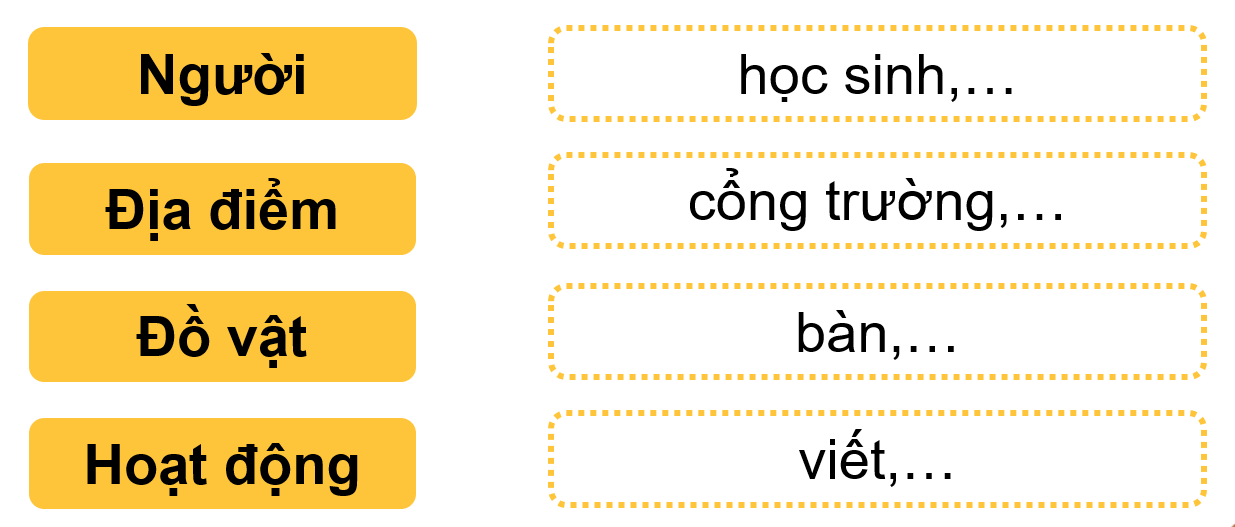 Người
học sinh,…
Địa điểm
cổng trường,…
Đồ vật
bàn,…
Hoạt động
viết,…